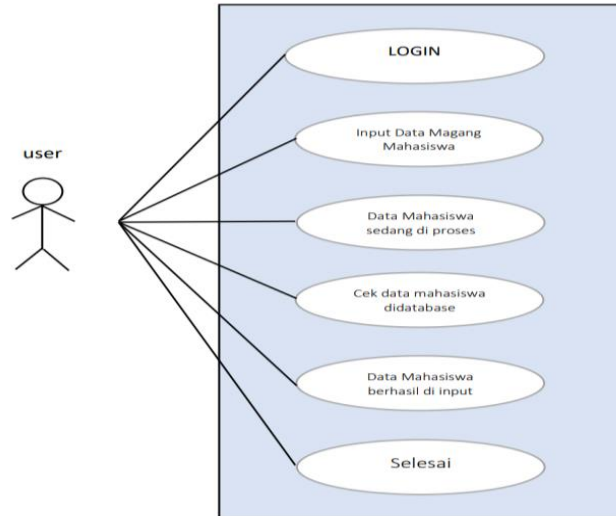 LOGIN
user
Input Data Magang
Mahasiswa
Data Mahasiswa
sedang di proses
Cek data mahasiswa
didatabase
Data Mahasiswa
berhasil di input
Selesai